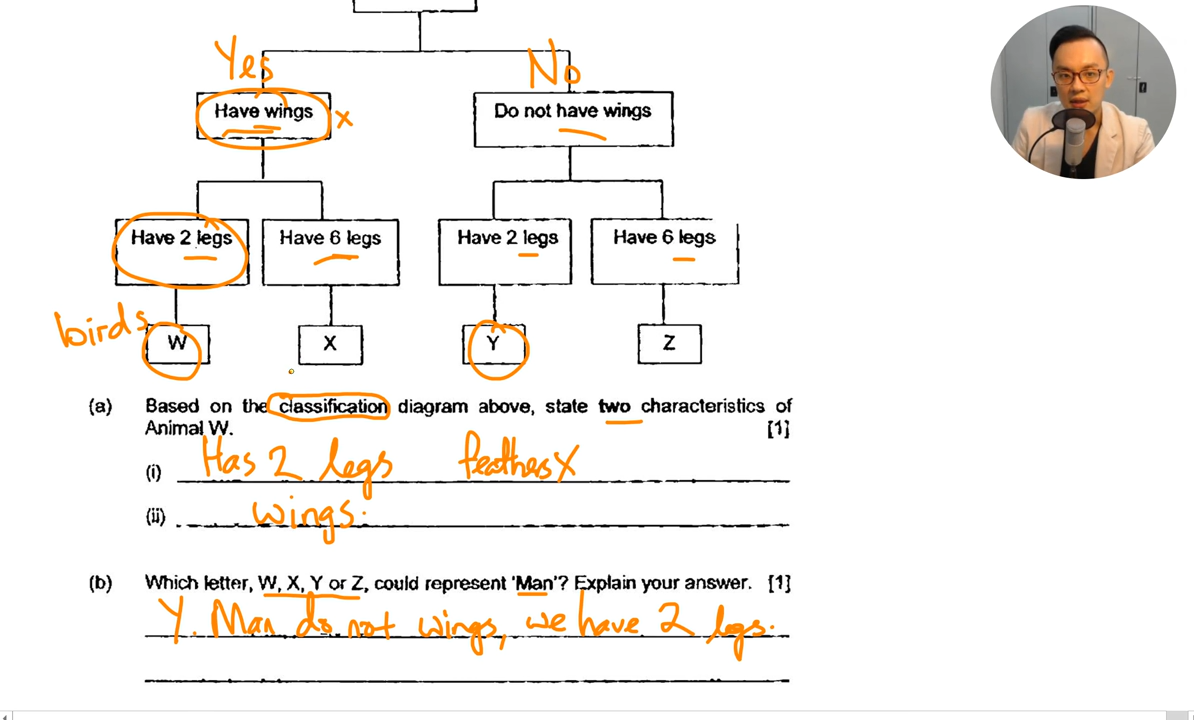 Yes
No
Have wings x
Do not have wings
Have 2 legs
Have 6 legs
Have 2 legs
Have 6 legs
birds
W
X
Y
Z
(a) Based on the classification diagram above, state two characteristics of
Animal W. [1]
(i) Has 2 legs feathers X
(ii) wings.
(b) Which letter, W, X, Y or Z, could represent 'Man'? Explain your answer. [1]
Y. Man do not wings, we have 2 legs.